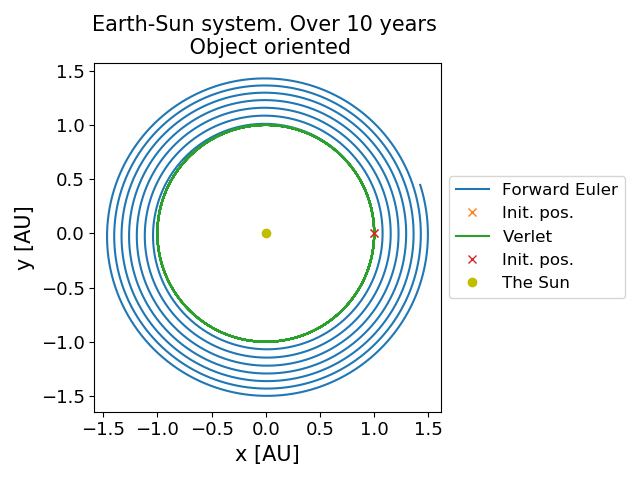 Earth-Sun system. Over 10 years
Object oriented
y [AU]
1.5
1.0
0.5
0.0
−0.5
−1.0
−1.5
−1.5 −1.0 −0.5 0.0 0.5 1.0 1.5
x [AU]
Forward Euler
Init. pos.
Verlet
Init. pos.
The Sun